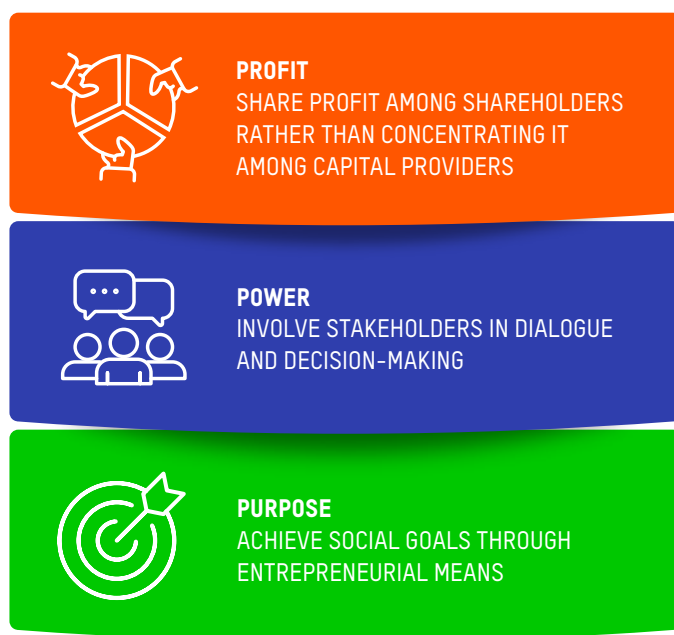 PROFIT
SHARE PROFIT AMONG SHAREHOLDERS
RATHER THAN CONCENTRATING IT
AMONG CAPITAL PROVIDERS
POWER
INVOLVE STAKEHOLDERS IN DIALOGUE
AND DECISION-MAKING
PURPOSE
ACHIEVE SOCIAL GOALS THROUGH
ENTREPRENEURIAL MEANS